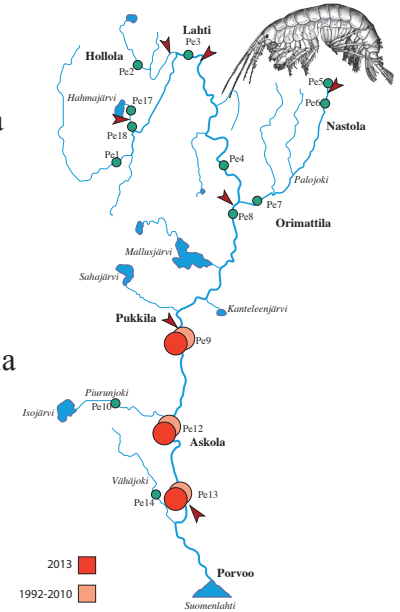 Lahti
Pe3
Hollola
Pe2
Pe5
Hahmajärvi
Pe17
Pe6
a
Nastola
Pe18
Pe1
Pe4
Palojoki
Pe7
Pe8
Orimattila
Mallusjärvi
Sahajärvi
Kanteleenjärvi
Pukkila
Pe9
na
Piurunjoki
Pe10
Isojärvi
Pe12
Askola
Vähäjoki
Pe13
Pe14
2013
Porvoo
1992-2010
Suomenlahti